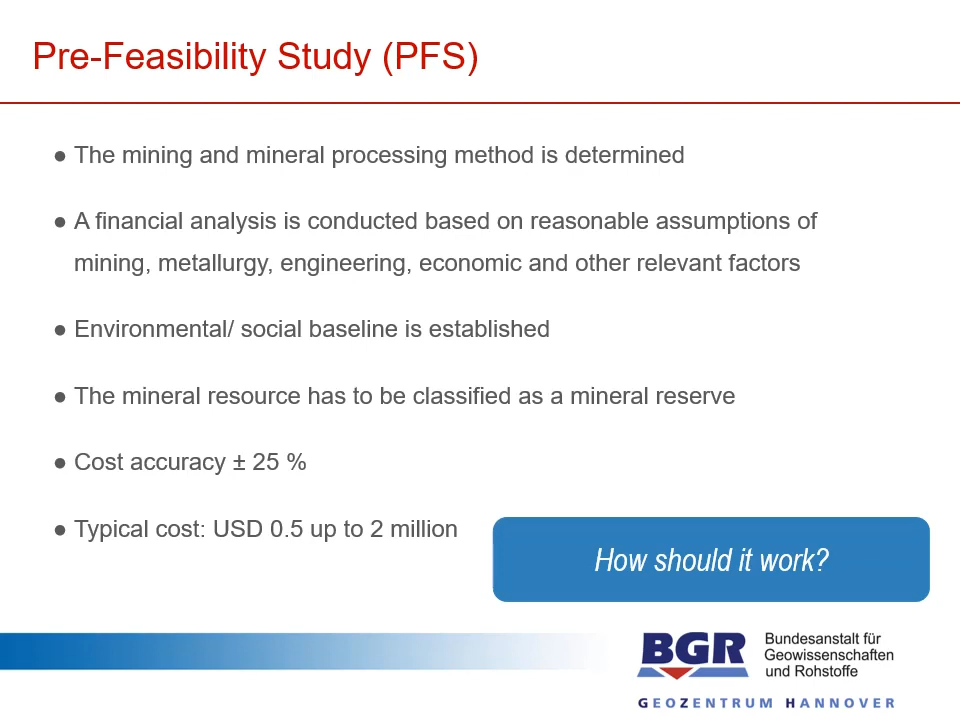 Pre-Feasibility Study (PFS)
● The mining and mineral processing method is determined
● A financial analysis is conducted based on reasonable assumptions of
mining, metallurgy, engineering, economic and other relevant factors
● Environmental/ social baseline is established
● The mineral resource has to be classified as a mineral reserve
● Cost accuracy ± 25 %
● Typical cost: USD 0.5 up to 2 million
How should it work?
BGR
Bundesanstalt für
Geowissenschaften
und Rohstoffe
GEOZENTRUM HANNOVER